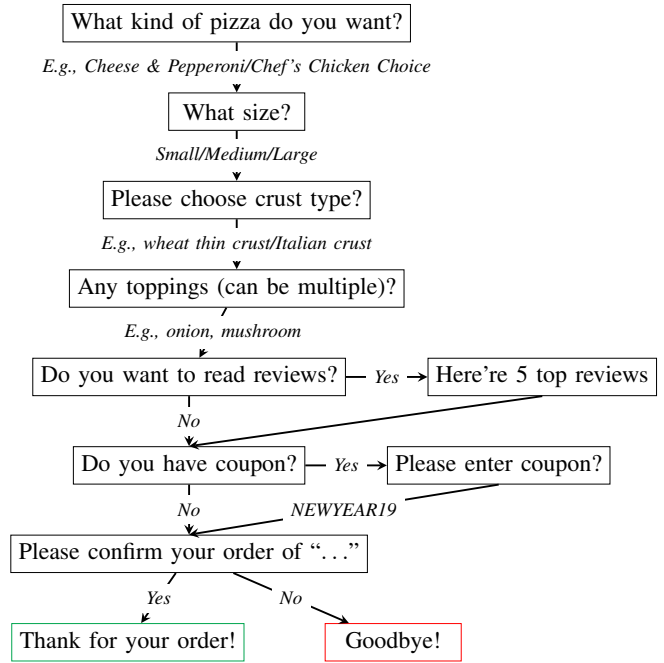 What kind of pizza do you want?
E.g., Cheese & Pepperoni/Chef's Chicken Choice
What size?
Small/Medium/Large
Please choose crust type?
E.g., wheat thin crust/Italian crust
Any toppings (can be multiple)?
E.g., onion, mushroom
Do you want to read reviews?
Yes
Here're 5 top reviews
No
Do you have coupon?
Yes
Please enter coupon?
No
NEWYEAR19
Please confirm your order of “...”
Yes
No
Thank for your order!
Goodbye!